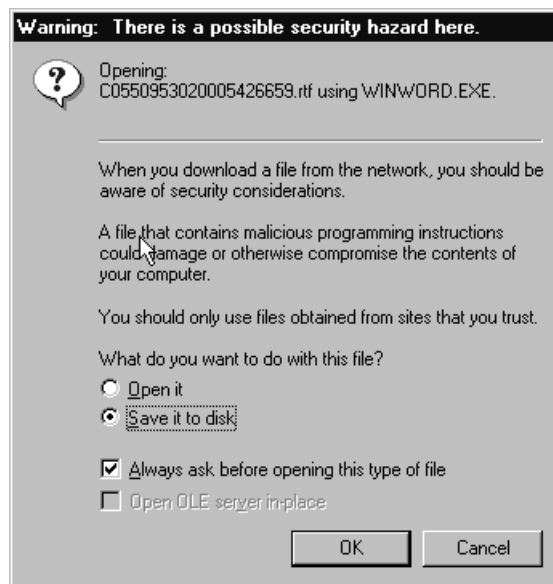 Warning: There is a possible security hazard here.
Opening:
C0550953020005426659.rtf using WINWORD.EXE.
When you download a file from the network, you should be
aware of security considerations.
A file that contains malicious programming instructions
could damage or otherwise compromise the contents of
your computer.
You should only use files obtained from sites that you trust.
What do you want to do with this file?
Open it
Save it to disk
Always ask before opening this type of file
Open OLE server in-place
OK Cancel